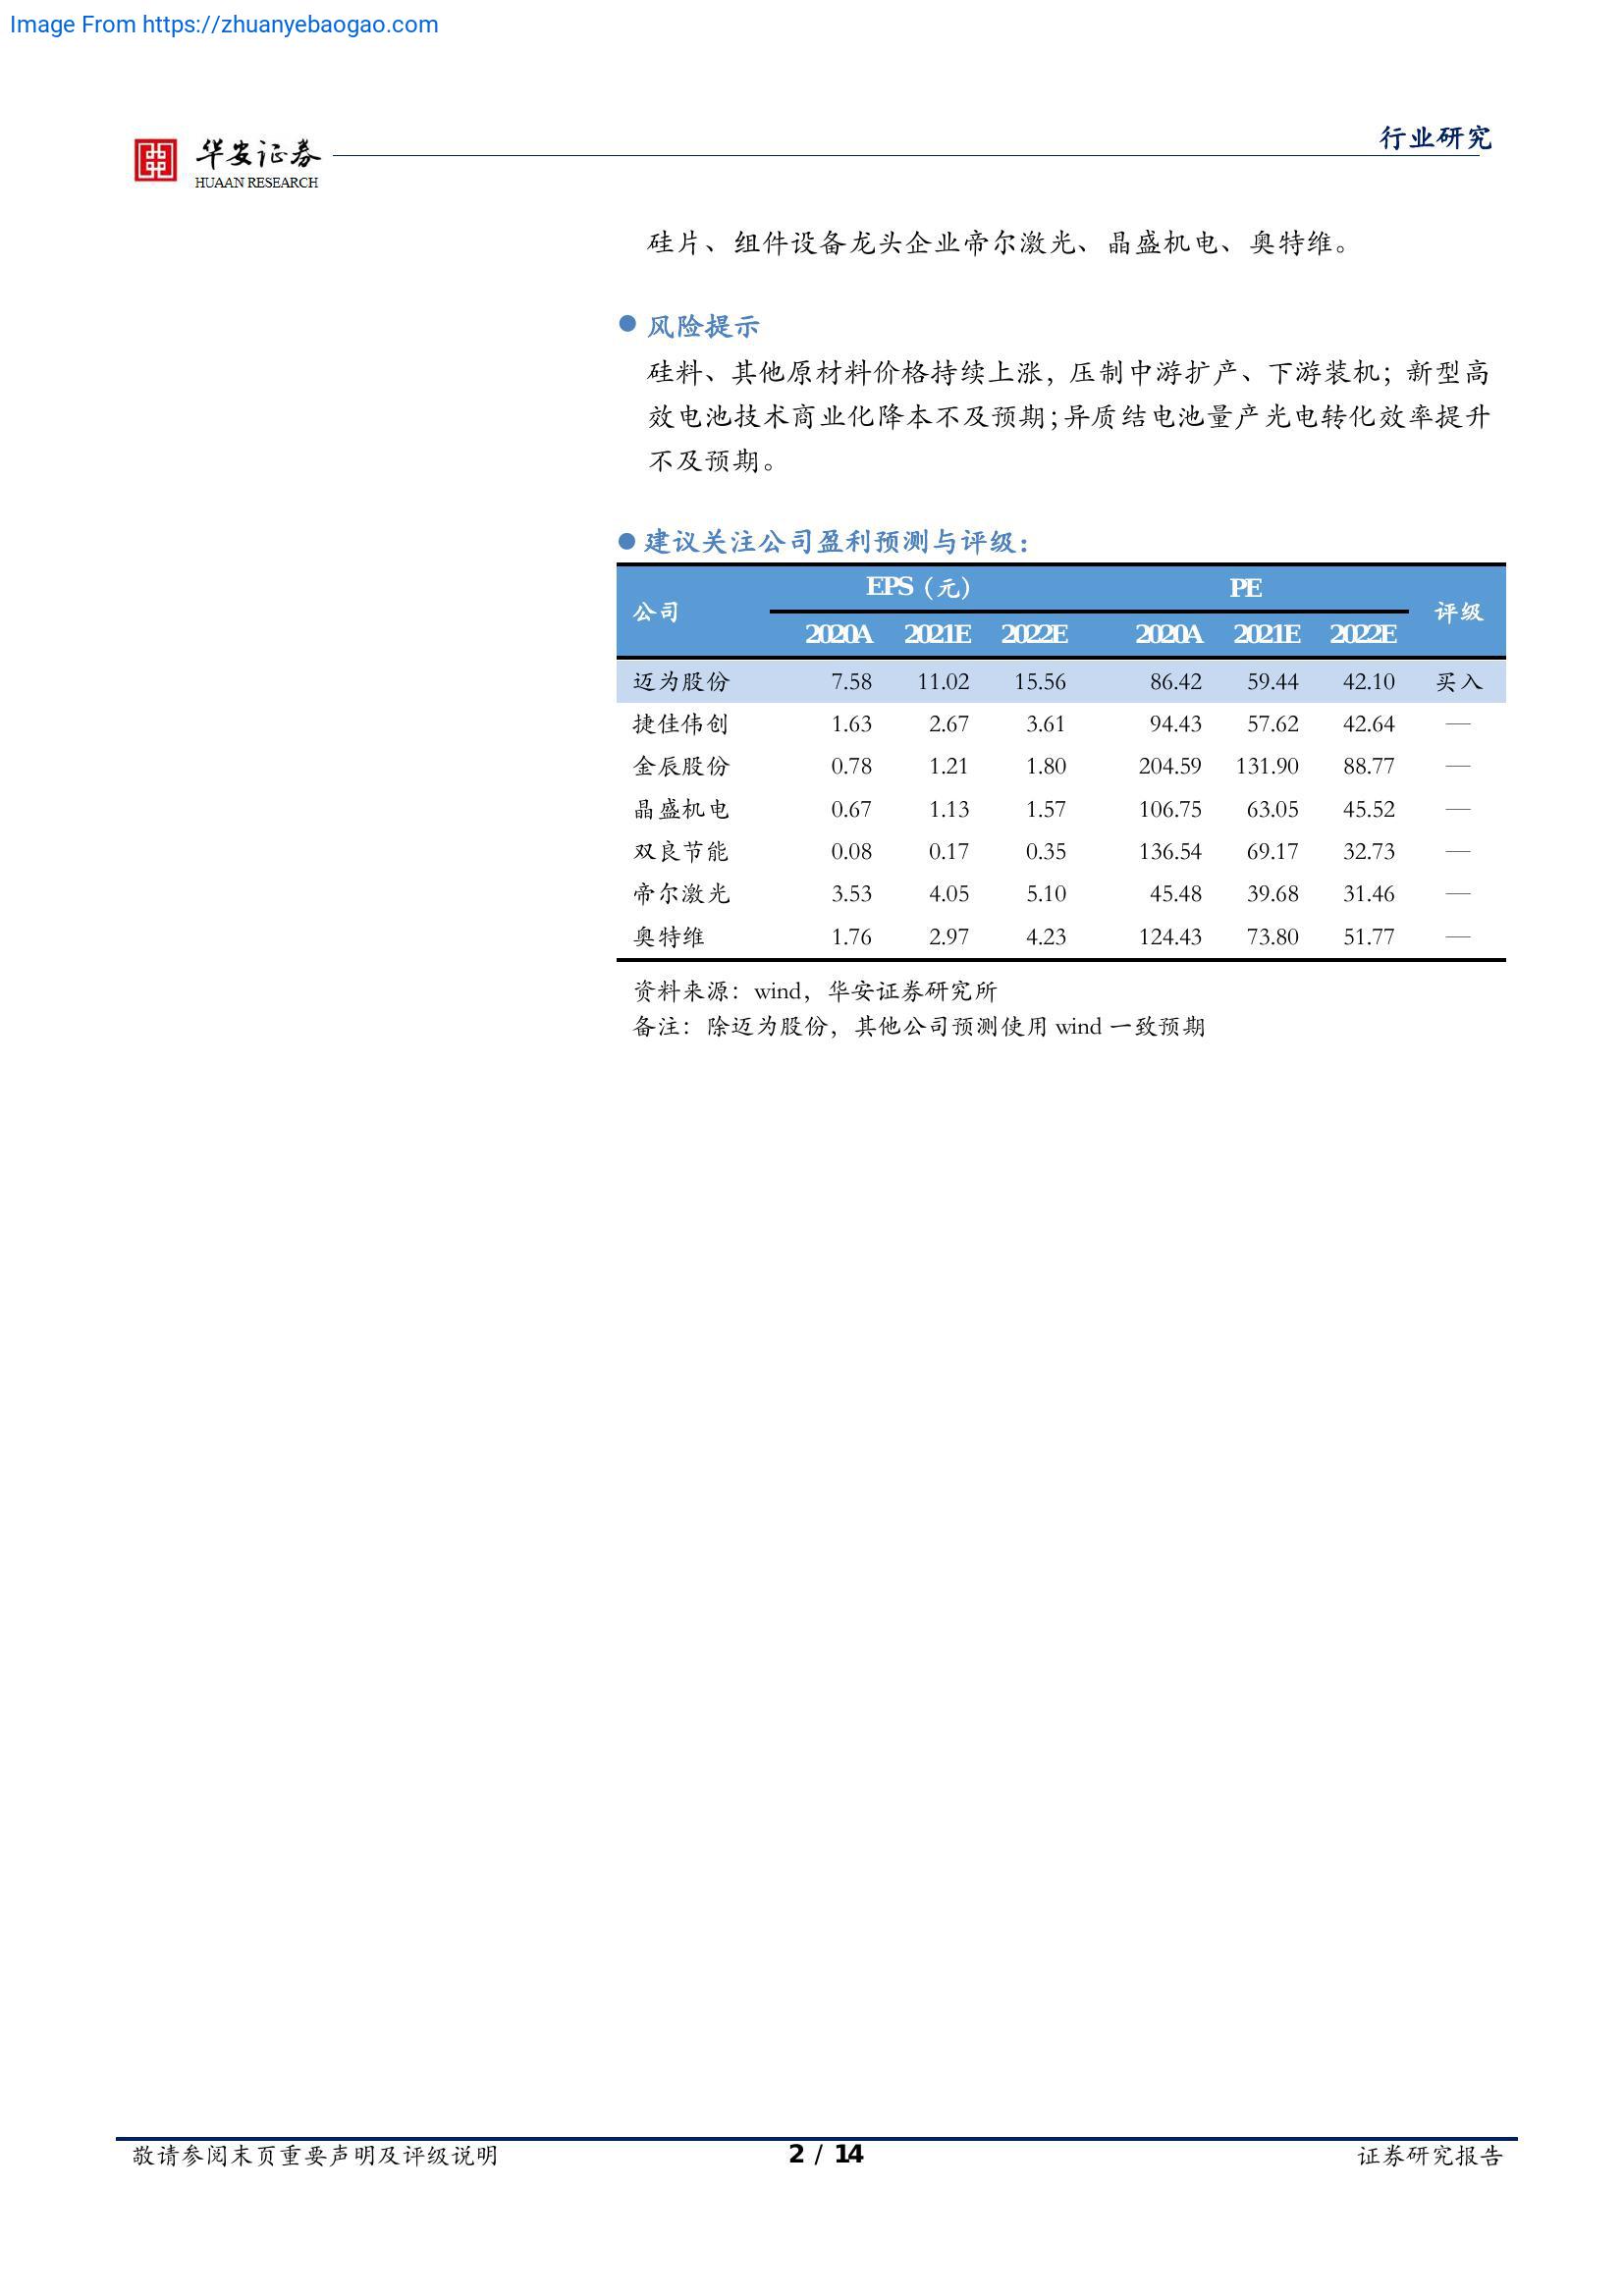 Image From https://zhuanyebaogao.com
华安证券
HUAAN RESEARCH
行业研究
硅片、组件设备龙头企业帝尔激光、晶盛机电、奥特维。
● 风险提示
硅料、其他原材料价格持续上涨，压制中游扩产、下游装机；新型高
效电池技术商业化降本不及预期；异质结电池量产光电转化效率提升
不及预期。
● 建议关注公司盈利预测与评级：
公司 EPS（元） PE 评级
2020A 2021E 2022E 2020A 2021E 2022E
迈为股份 7.58 11.02 15.56 86.42 59.44 42.10 买入
捷佳伟创 1.63 2.67 3.61 94.43 57.62 42.64 —
金辰股份 0.78 1.21 1.80 204.59 131.90 88.77 —
晶盛机电 0.67 1.13 1.57 106.75 63.05 45.52 —
双良节能 0.08 0.17 0.35 136.54 69.17 32.73 —
帝尔激光 3.53 4.05 5.10 45.48 39.68 31.46 —
奥特维 1.76 2.97 4.23 124.43 73.80 51.77 —
资料来源：wind，华安证券研究所
备注：除迈为股份，其他公司预测使用 wind 一致预期
敬请参阅末页重要声明及评级说明 2 / 14 证券研究报告